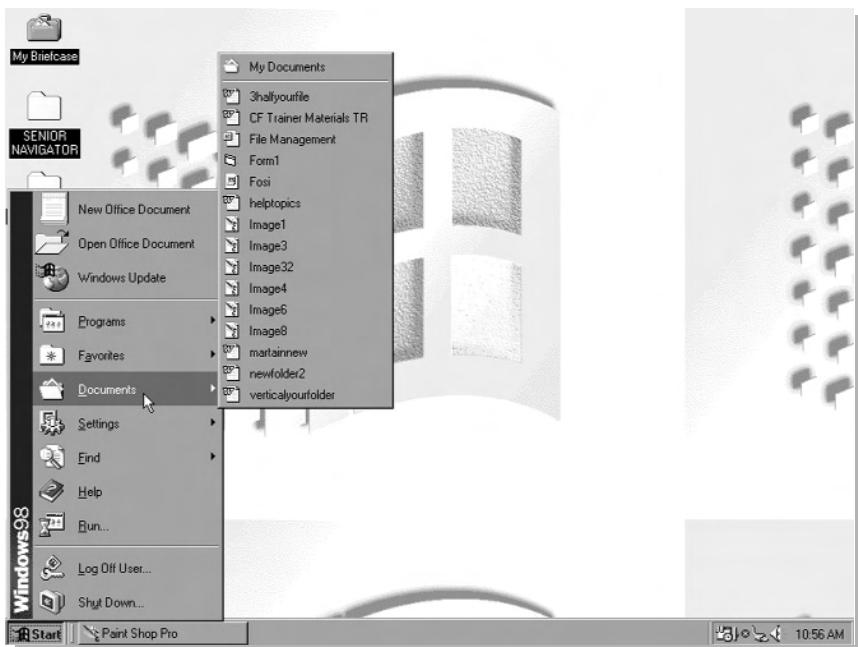 My Briefcase
SENIOR
NAVIGATOR
My Documents
3halfyourfile
CF Trainer Materials TR
File Management
Form1
Fosi
helptopics
Image1
Image3
Image32
Image4
Image6
Image8
martainnew
newfolder2
verticalyourfolder
New Office Document
Open Office Document
Windows Update
Programs
Favorites
Documents
Settings
Find
Help
Run...
Log Off User...
Shut Down...
Windows98
Start
Paint Shop Pro
10:56 AM